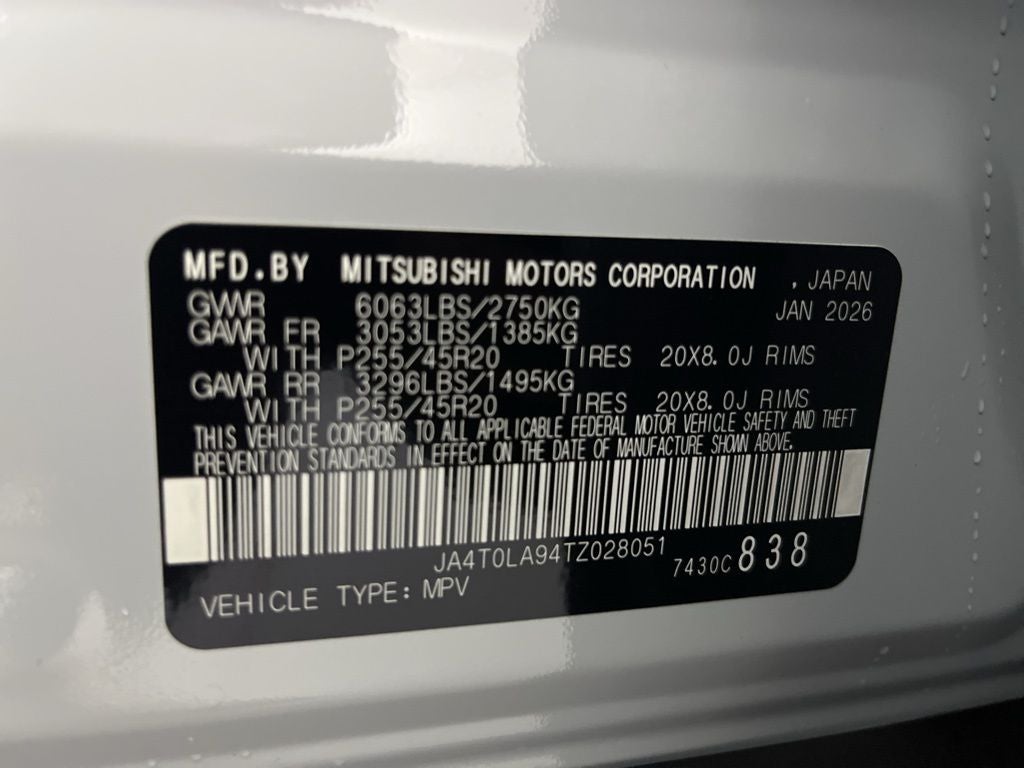 MFD.BY MITSUBISHI MOTORS CORPORATION , JAPAN
GVWR 6063LBS/2750KG JAN 2026
GAWR FR 3053LBS/1385KG
WITH P255/45R20 TIRES 20X8.0J RIMS
GAWR RR 3296LBS/1495KG
WITH P255/45R20 TIRES 20X8.0J RIMS
THIS VEHICLE CONFORMS TO ALL APPLICABLE FEDERAL MOTOR VEHICLE SAFETY AND THEFT
PREVENTION STANDARDS IN EFFECT ON THE DATE OF MANUFACTURE SHOWN ABOVE.
JA4T0LA94TZ028051 7430C 838
VEHICLE TYPE: MPV